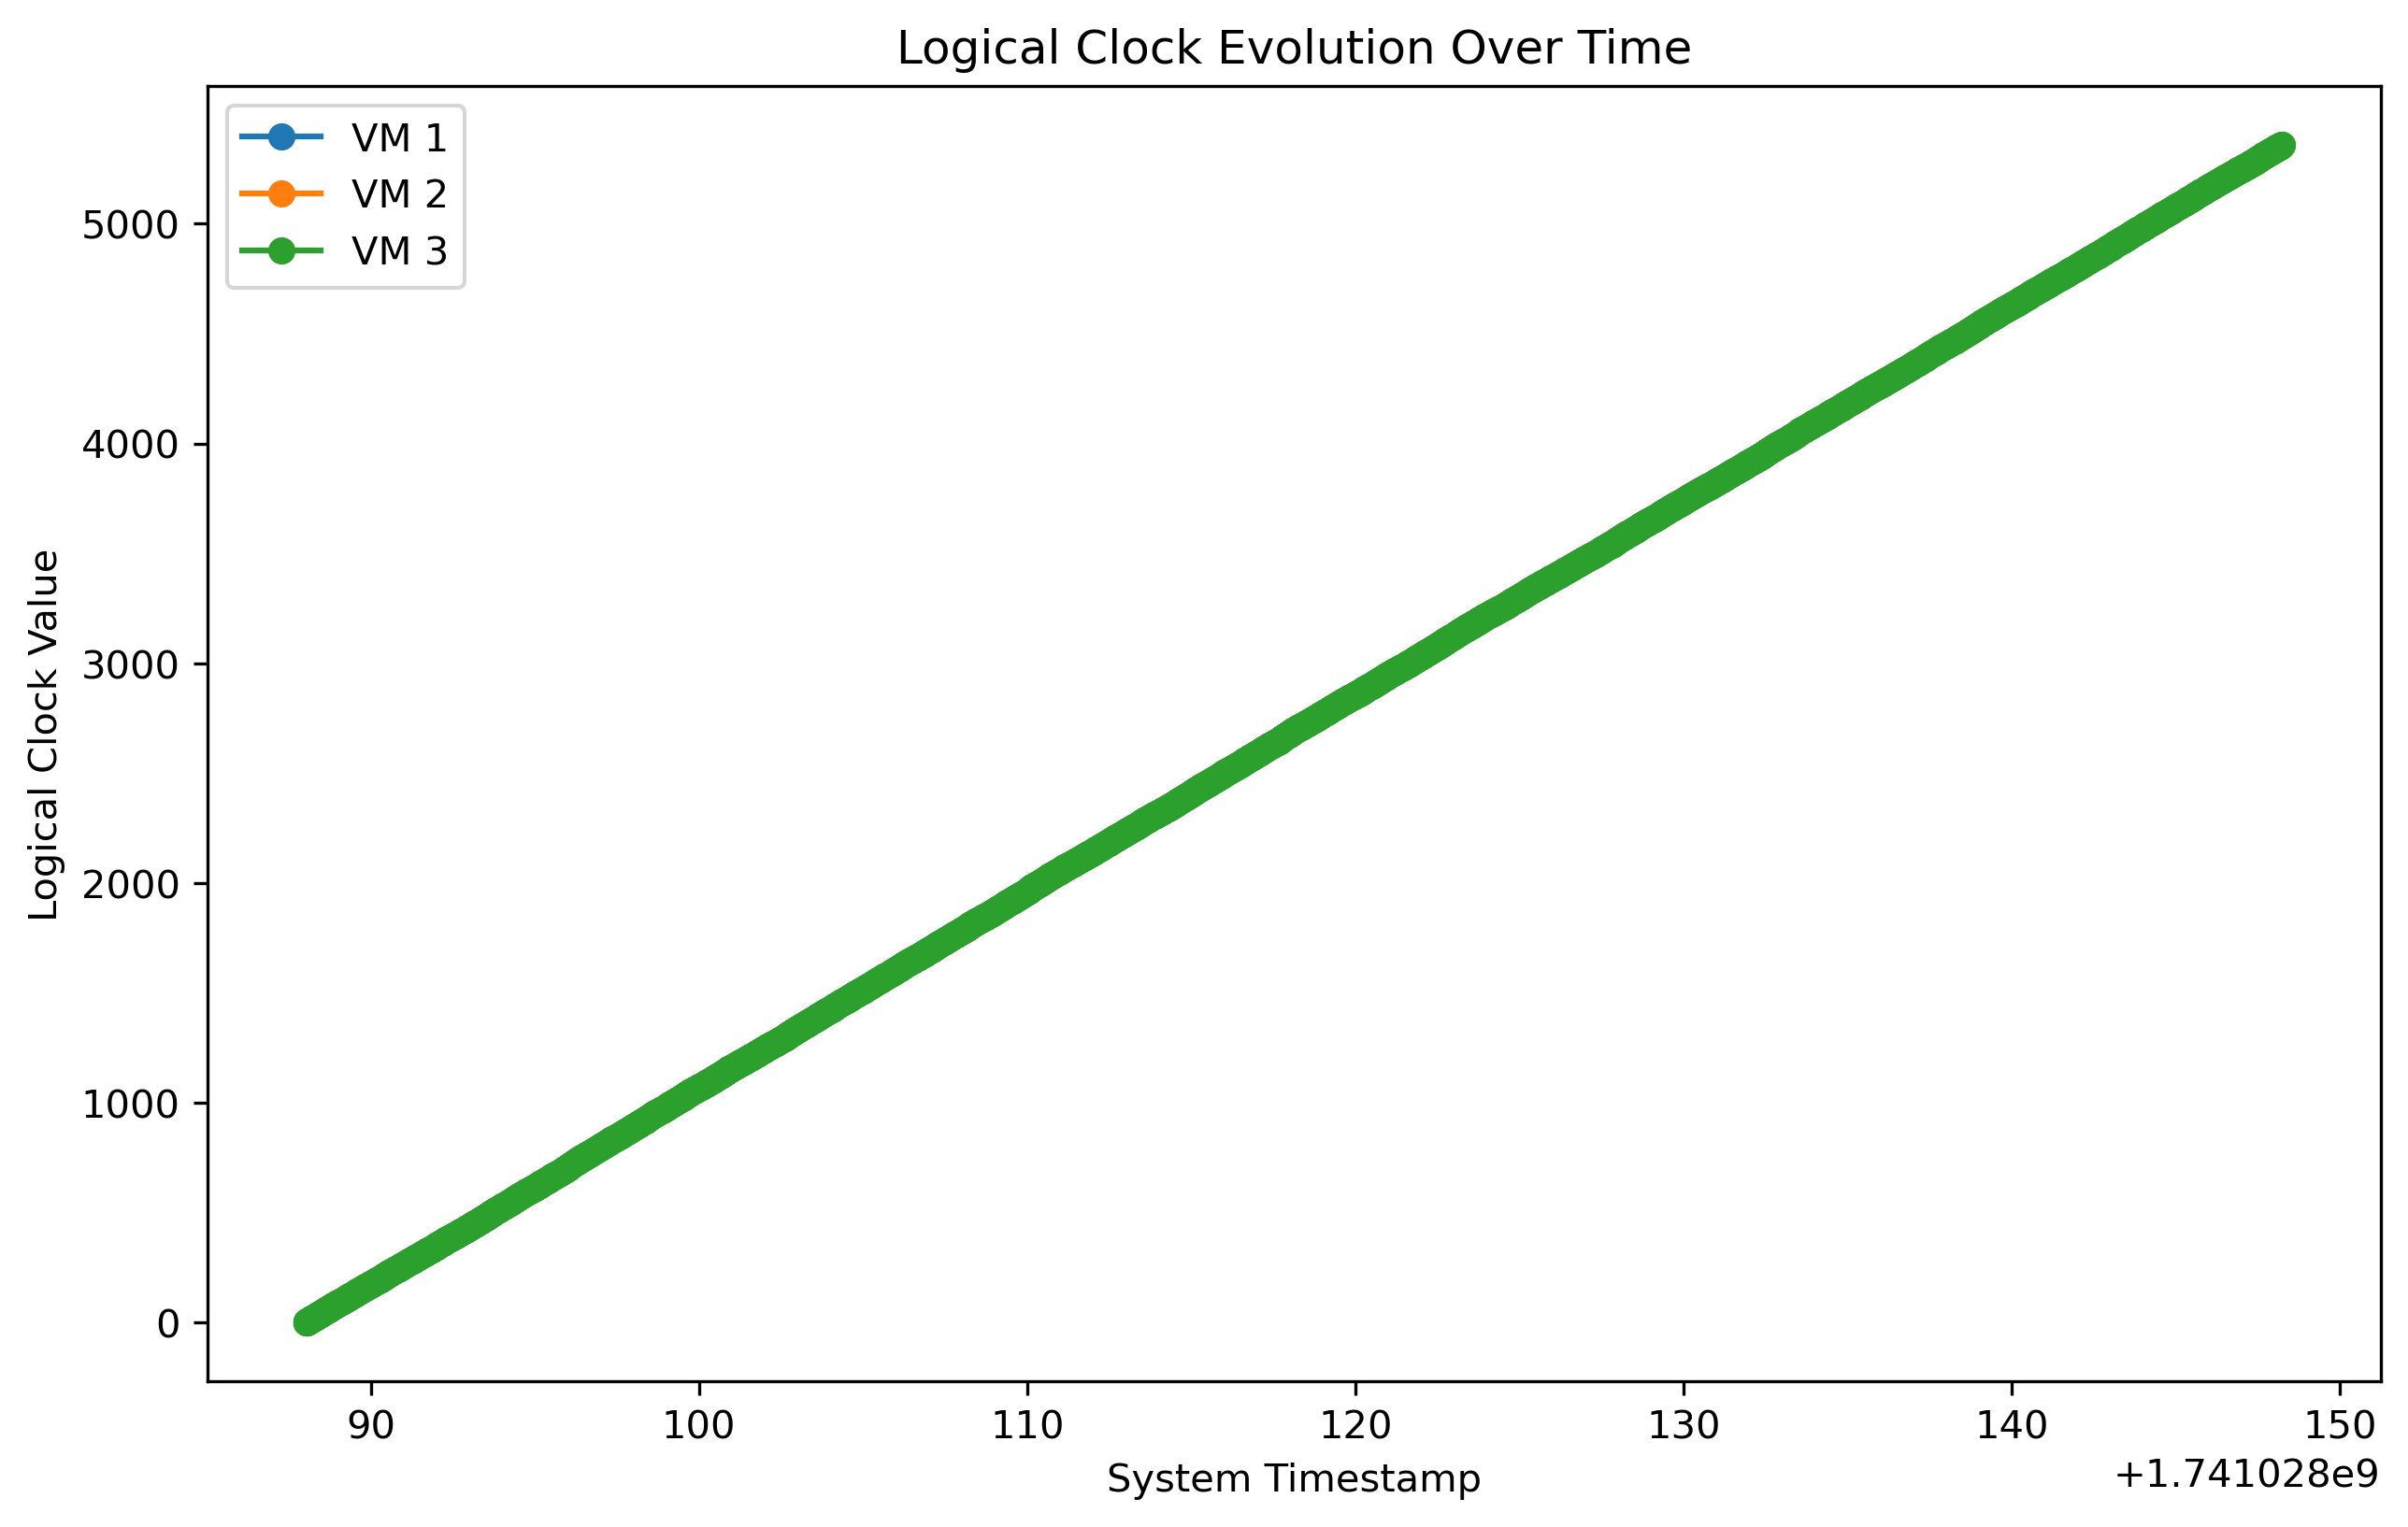 Logical Clock Evolution Over Time
VM 1
VM 2
VM 3
Logical Clock Value
5000
4000
3000
2000
1000
0
90 100 110 120 130 140 150
System Timestamp
+1.741028e9